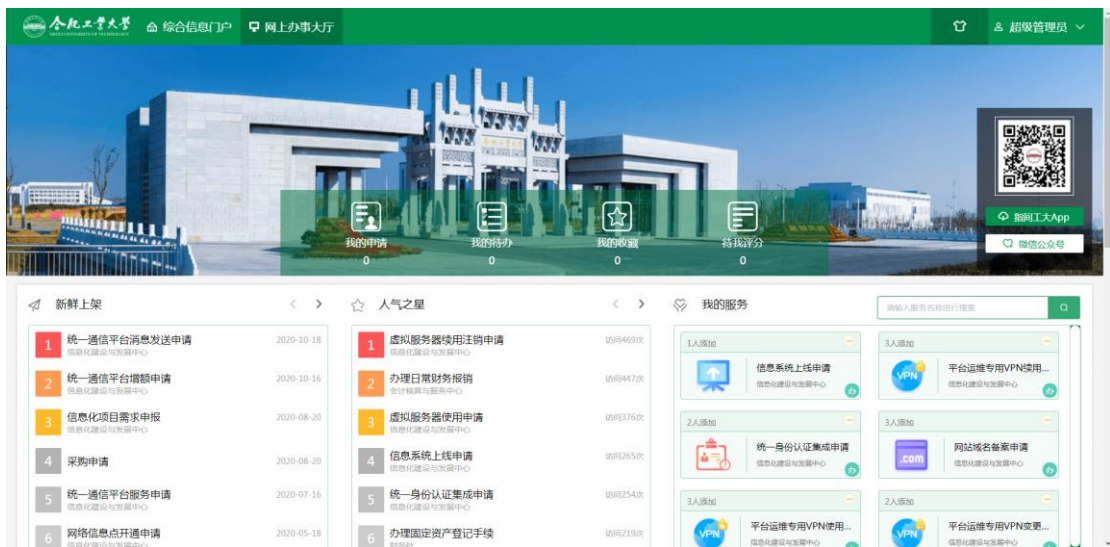 合肥工业大学
综合信息门户
网上办事大厅
超级管理员
我的申请
0
我的待办
0
我的收藏
0
待我评分
0
指间工大App
微信公众号
新鲜上架
1 统一通信平台消息发送申请 2020-10-18
信息化建设与发展中心
2 统一通信平台增额申请 2020-10-16
信息化建设与发展中心
3 信息化项目需求申报 2020-08-20
信息化建设与发展中心
4 采购申请 2020-08-20
5 统一通信平台服务申请 2020-07-16
信息化建设与发展中心
6 网络信息点开通申请 2020-05-18
信息化建设与发展中心
人气之星
1 虚拟服务器续用注销申请 访问469次
信息化建设与发展中心
2 办理日常财务报销 访问447次
会计核算与服务中心
3 虚拟服务器使用申请 访问376次
信息化建设与发展中心
4 信息系统上线申请 访问265次
信息化建设与发展中心
5 统一身份认证集成申请 访问254次
信息化建设与发展中心
6 办理固定资产登记手续 访问219次
财务处
我的服务
请输入服务名称进行搜索
1人添加
信息系统上线申请
信息化建设与发展中心
办
3人添加
VPN
平台运维专用VPN续用...
信息化建设与发展中心
办
2人添加
统一身份认证集成申请
信息化建设与发展中心
办
3人添加
.com
网站域名备案申请
信息化建设与发展中心
办
3人添加
VPN
平台运维专用VPN使用...
信息化建设与发展中心
2人添加
VPN
平台运维专用VPN变更...
信息化建设与发展中心